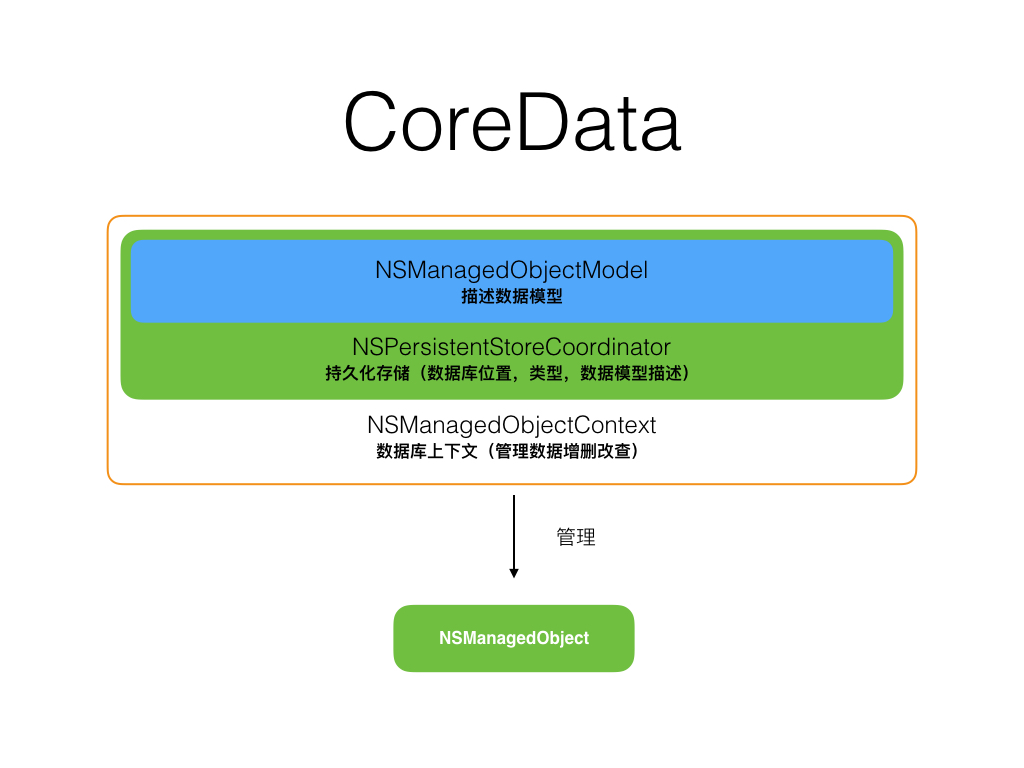 CoreData
NSManagedObjectModel
描述数据模型
NSPersistentStoreCoordinator
持久化存储（数据库位置，类型，数据模型描述）
NSManagedObjectContext
数据库上下文（管理数据增删改查）
管理
NSManagedObject